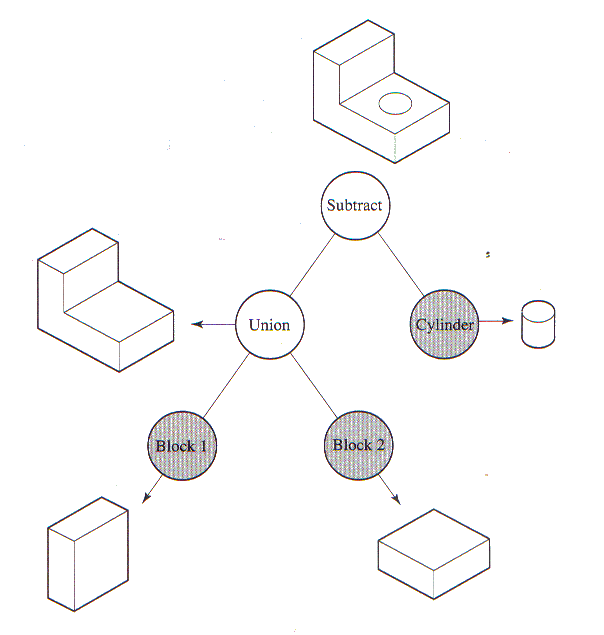 Subtract
Union
Cylinder
Block 1
Block 2